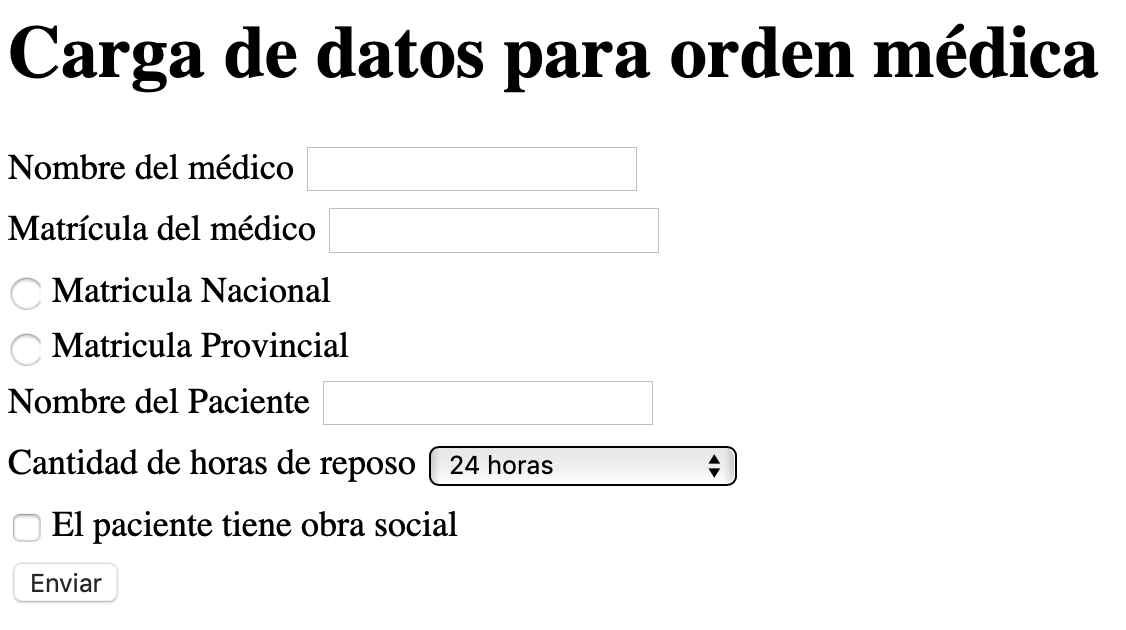 Carga de datos para orden médica
Nombre del médico
Matrícula del médico
Matricula Nacional
Matricula Provincial
Nombre del Paciente
Cantidad de horas de reposo 24 horas
El paciente tiene obra social
Enviar